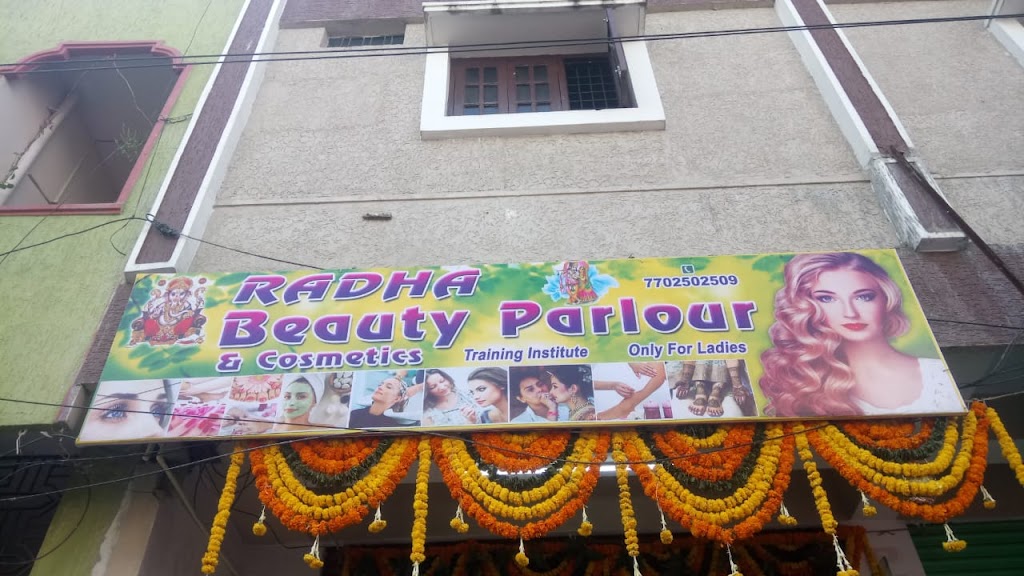 RADHA
Beauty Parlour
& Cosmetics
Training Institute
Only For Ladies
7702502509